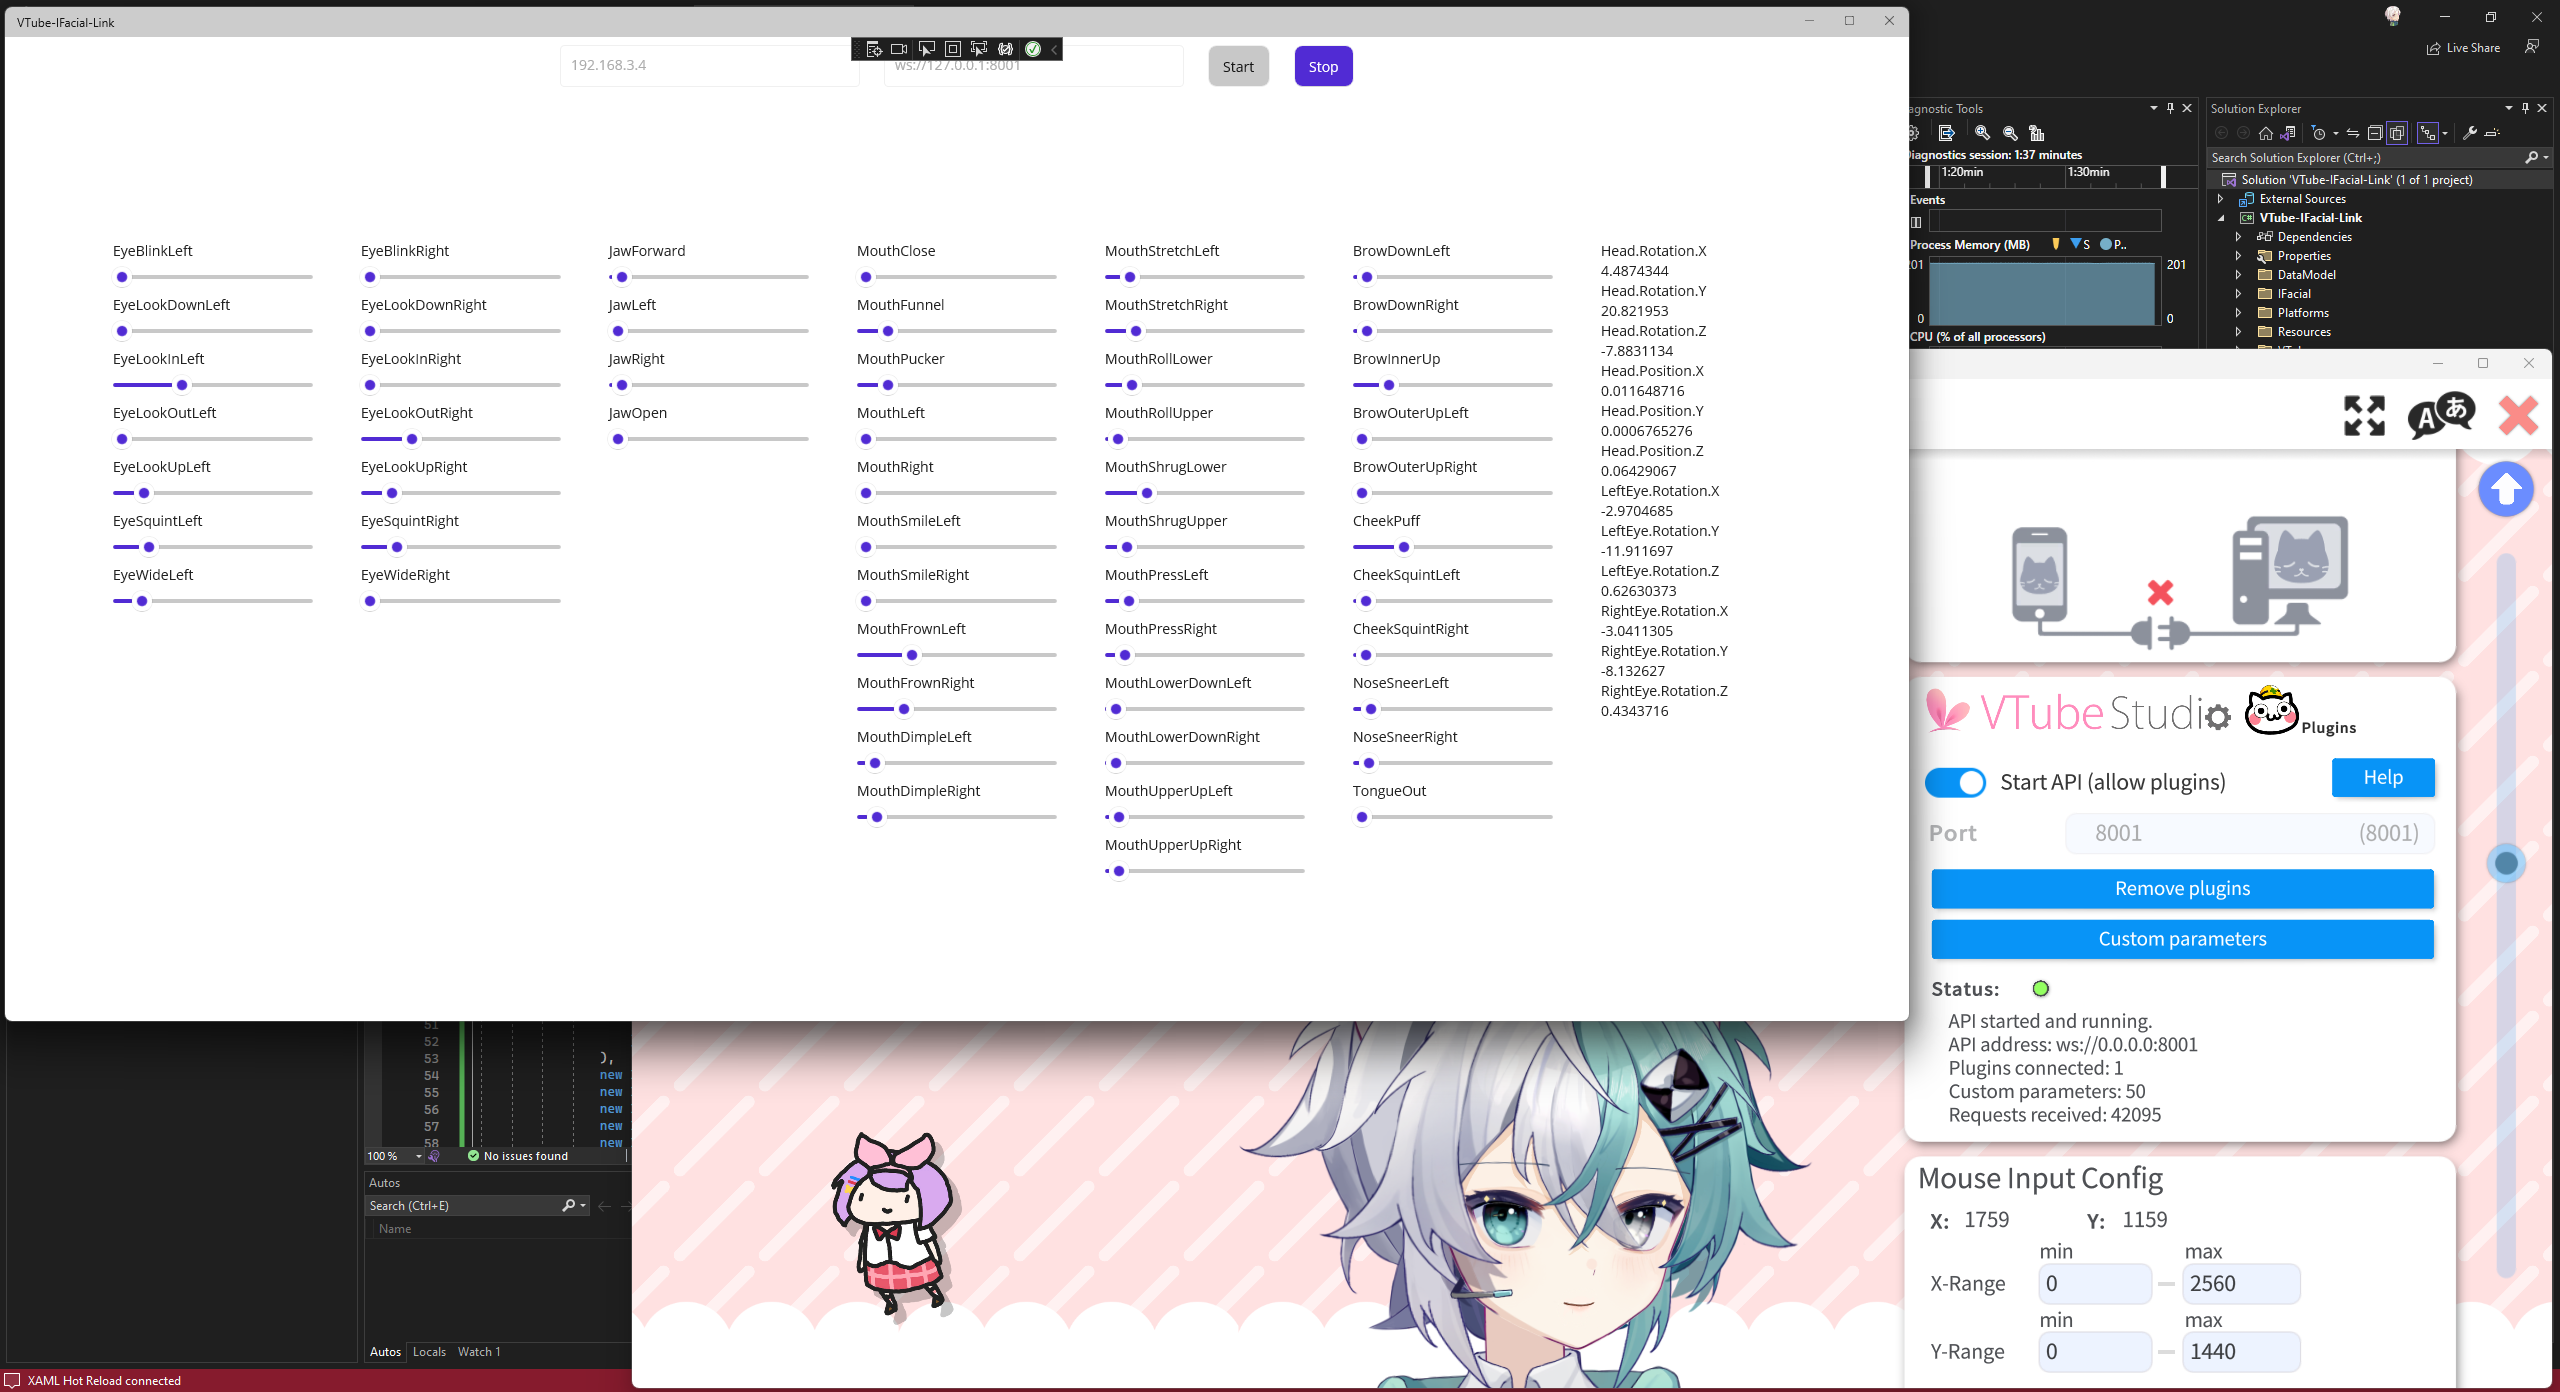 VTube-IFacial-Link
192.168.3.4
ws://127.0.0.1:8001
Start
Stop
EyeBlinkLeft
EyeLookDownLeft
EyeLookInLeft
EyeLookOutLeft
EyeLookUpLeft
EyeSquintLeft
EyeWideLeft
EyeBlinkRight
EyeLookDownRight
EyeLookInRight
EyeLookOutRight
EyeLookUpRight
EyeSquintRight
EyeWideRight
JawForward
JawLeft
JawRight
JawOpen
MouthClose
MouthFunnel
MouthPucker
MouthLeft
MouthRight
MouthSmileLeft
MouthSmileRight
MouthFrownLeft
MouthFrownRight
MouthDimpleLeft
MouthDimpleRight
MouthStretchLeft
MouthStretchRight
MouthRollLower
MouthRollUpper
MouthShrugLower
MouthShrugUpper
MouthPressLeft
MouthPressRight
MouthLowerDownLeft
MouthLowerDownRight
MouthUpperUpLeft
MouthUpperUpRight
BrowDownLeft
BrowDownRight
BrowInnerUp
BrowOuterUpLeft
BrowOuterUpRight
CheekPuff
CheekSquintLeft
CheekSquintRight
NoseSneerLeft
NoseSneerRight
TongueOut
Head.Rotation.X
4.4874344
Head.Rotation.Y
20.821953
Head.Rotation.Z
-7.8831134
Head.Position.X
0.011648716
Head.Position.Y
0.0006765276
Head.Position.Z
0.06429067
LeftEye.Rotation.X
-2.9704685
LeftEye.Rotation.Y
-11.911697
LeftEye.Rotation.Z
0.62630373
RightEye.Rotation.X
-3.0411305
RightEye.Rotation.Y
-8.132627
RightEye.Rotation.Z
0.4343716
Live Share
agnostic Tools
Diagnostics session: 1:37 minutes
1:20min 1:30min
Events
Process Memory (MB) S P..
201 201
0 0
CPU (% of all processors)
Solution Explorer
Search Solution Explorer (Ctrl+;)
Solution 'VTube-IFacial-Link' (1 of 1 project)
External Sources
C# VTube-IFacial-Link
Dependencies
Properties
DataModel
IFacial
Platforms
Resources
A あ
VTube Studio Plugins
Start API (allow plugins)
Help
Port 8001 (8001)
Remove plugins
Custom parameters
Status:
API started and running.
API address: ws://0.0.0.0:8001
Plugins connected: 1
Custom parameters: 50
Requests received: 42095
Mouse Input Config
X: 1759 Y: 1159
min max
X-Range 0 2560
min max
Y-Range 0 1440
51
52
53 ),
54 new
55 new
56 new
57 new
58 new
100 % No issues found
Autos
Search (Ctrl+E)
Name
Autos Locals Watch 1
XAML Hot Reload connected